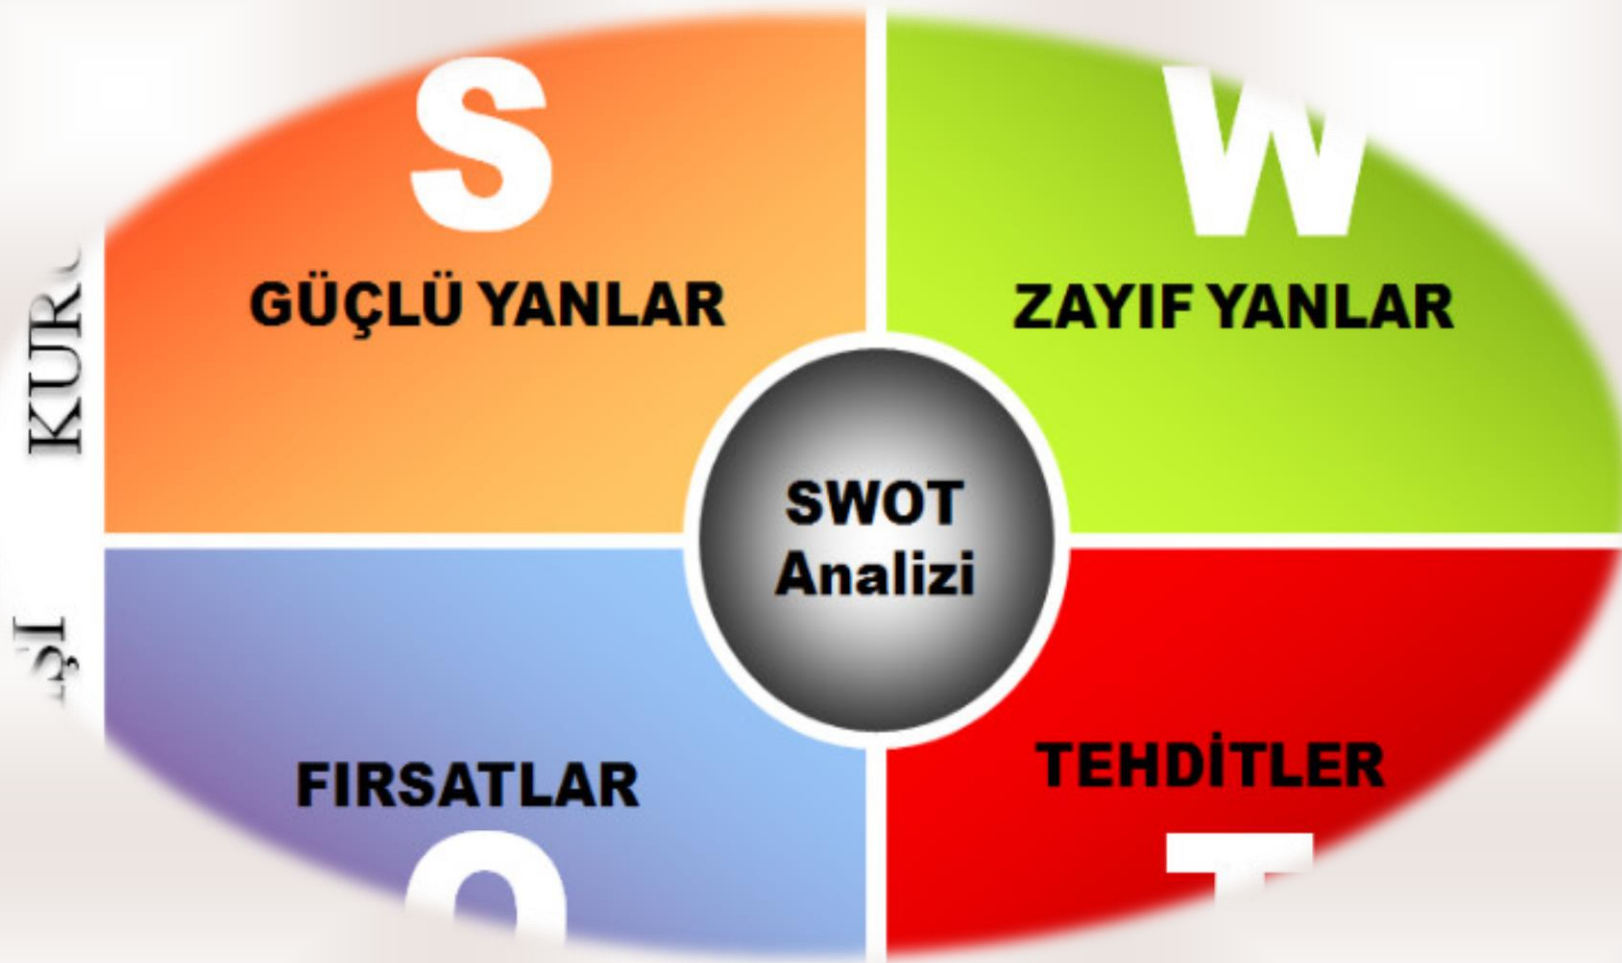 S
W
GÜÇLÜ YANLAR
ZAYIF YANLAR
SWOT
Analizi
FIRSATLAR
TEHDİTLER
O
T